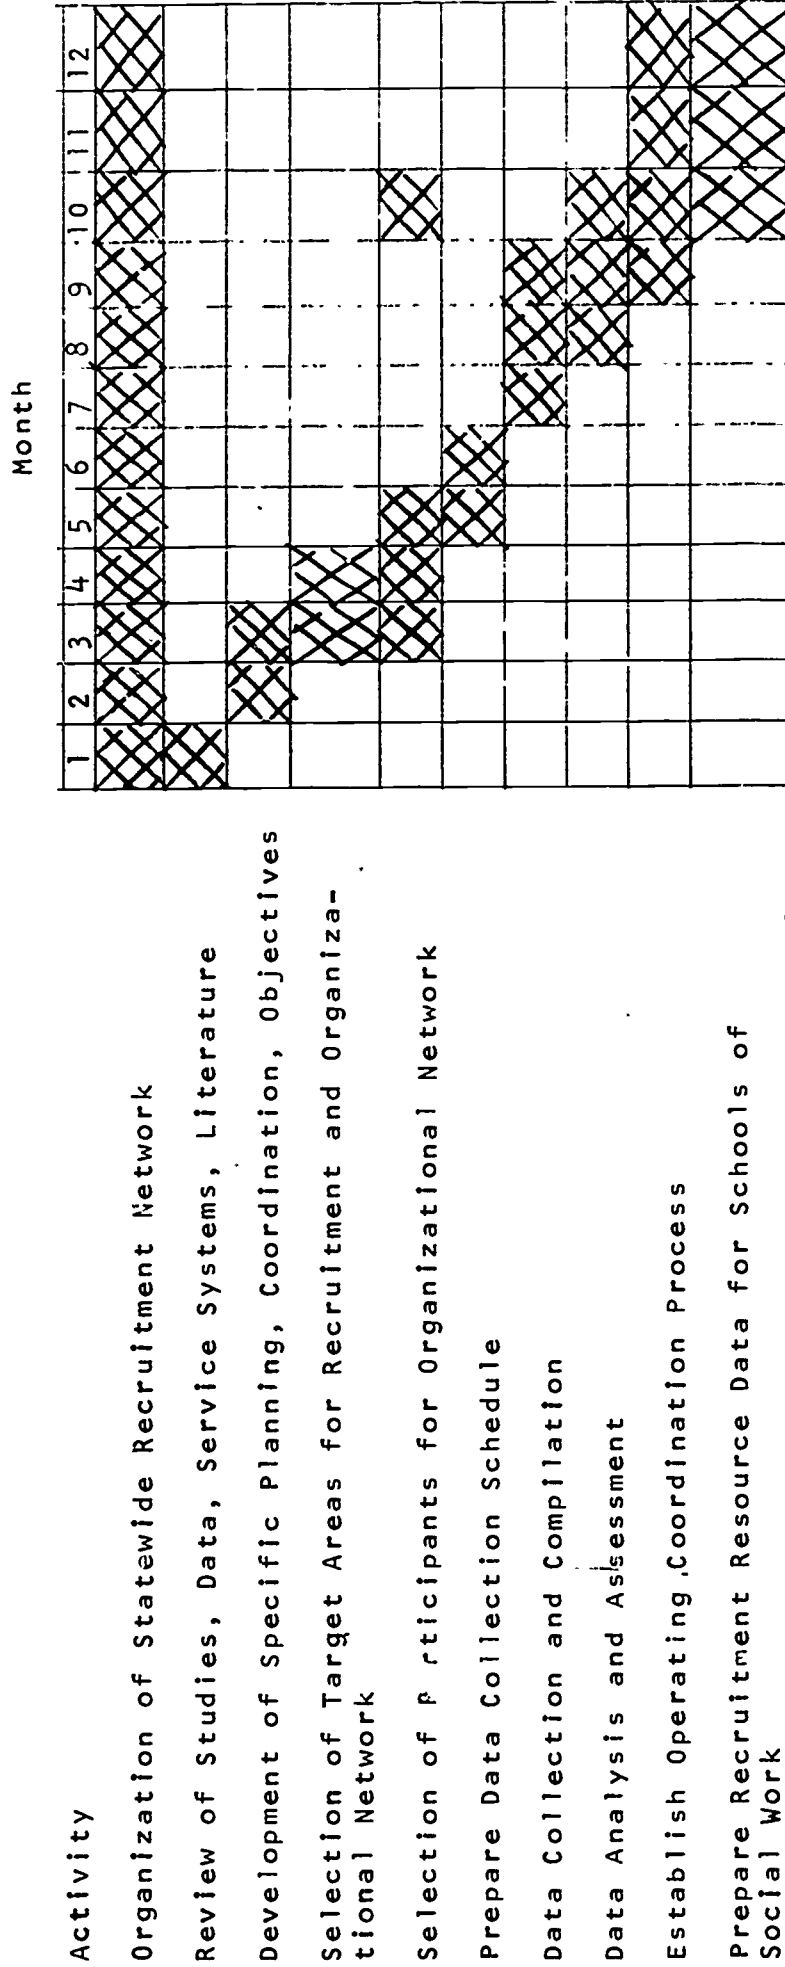 Month
Activity
1 2 3 4 5 6 7 8 9 10 11 12
Organization of Statewide Recruitment Network
Review of Studies, Data, Service Systems, Literature
Development of Specific Planning, Coordination, Objectives
Selection of Target Areas for Recruitment and Organiza-
tional Network
Selection of P rticipants for Organizational Network
Prepare Data Collection Schedule
Data Collection and Compilation
Data Analysis and Assessment
Establish Operating Coordination Process
Prepare Recruitment Resource Data for Schools of
Social Work